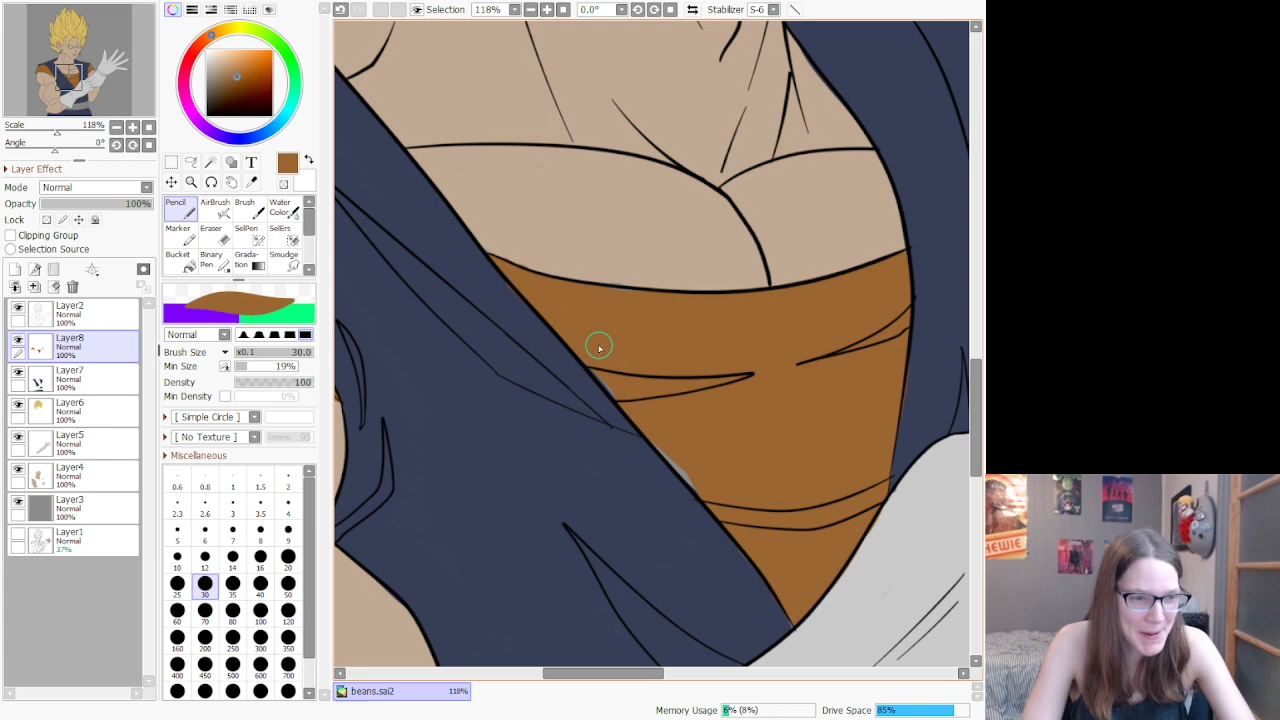 Selection 118% 0.0° Stabilizer S-6
Scale 118%
Angle 0°
Layer Effect
Mode Normal
Opacity 100%
Lock
Clipping Group
Selection Source
Layer2
Normal
100%
Layer8
Normal
100%
Layer7
Normal
100%
Layer6
Normal
100%
Layer5
Normal
100%
Layer4
Normal
100%
Layer3
Normal
100%
Layer1
Normal
37%
T
Pencil AirBrush Brush Water Color
Marker Eraser SelPen SelErs
Bucket Binary Pen Grada-tion Smudge
Normal
Brush Size x0.1 30.0
Min Size 19%
Density 100
Min Density 0%
[ Simple Circle ]
[ No Texture ] Intens. 95
Miscellaneous
0.6 0.8 1 1.5 2
2.3 2.6 3 3.5 4
5 6 7 8 9
10 12 14 16 20
25 30 35 40 50
60 70 80 100 120
160 200 250 300 350
400 450 500 600 700
beans.sai2 118%
Memory Usage 6% (8%) Drive Space 85%
HEWIE